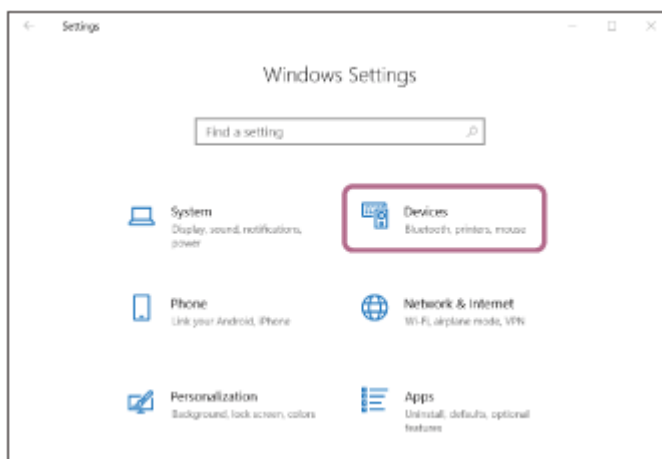 Settings
Windows Settings
Find a setting
System
Display, sound, notifications,
power
Devices
Bluetooth, printers, mouse
Phone
Link your Android, iPhone
Network & Internet
Wi-Fi, airplane mode, VPN
Personalization
Background, lock screen, colors
Apps
Uninstall, defaults, optional
features